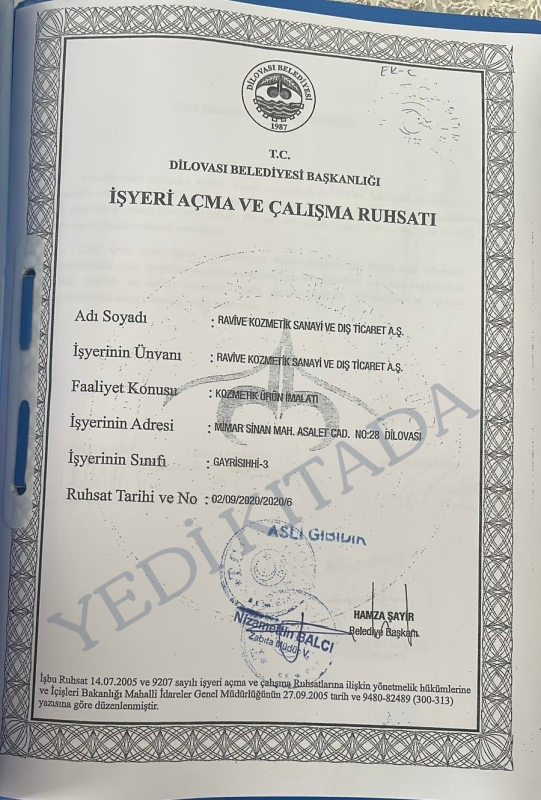 EK-C
DİLOVASI BELEDİYESİ
1987
T.C.
DİLOVASI BELEDİYESİ BAŞKANLIĞI
İŞYERİ AÇMA VE ÇALIŞMA RUHSATI
Adı Soyadı : RAVİVE KOZMETİK SANAYİ VE DIŞ TİCARET A.Ş.
İşyerinin Ünyanı : RAVİVE KOZMETİK SANAYİ VE DIŞ TİCARET A.Ş.
Faaliyet Konusu : KOZMETİK ÜRÜN İMALATI
İşyerinin Adresi : MİMAR SİNAN MAH. ASALET CAD. NO:28 DİLOVASI
İşyerinin Sınıfı : GAYRİSIHHİ-3
Ruhsat Tarihi ve No : 02/09/2020/2020/6
YEDİKITADA
ASLI GİBİDİR
T.C.
Nizamettin BALCI
Zabıta Müdür V.
HAMZA ŞAYİR
Belediye Başkanı
İşbu Ruhsat 14.07.2005 ve 9207 sayılı işyeri açma ve çalışma Ruhsatlarına ilişkin yönetmelik hükümlerine
ve İçişleri Bakanlığı Mahalli İdareler Genel Müdürlüğünün 27.09.2005 tarih ve 9480-82489 (300-313)
yazısına göre düzenlenmiştir.